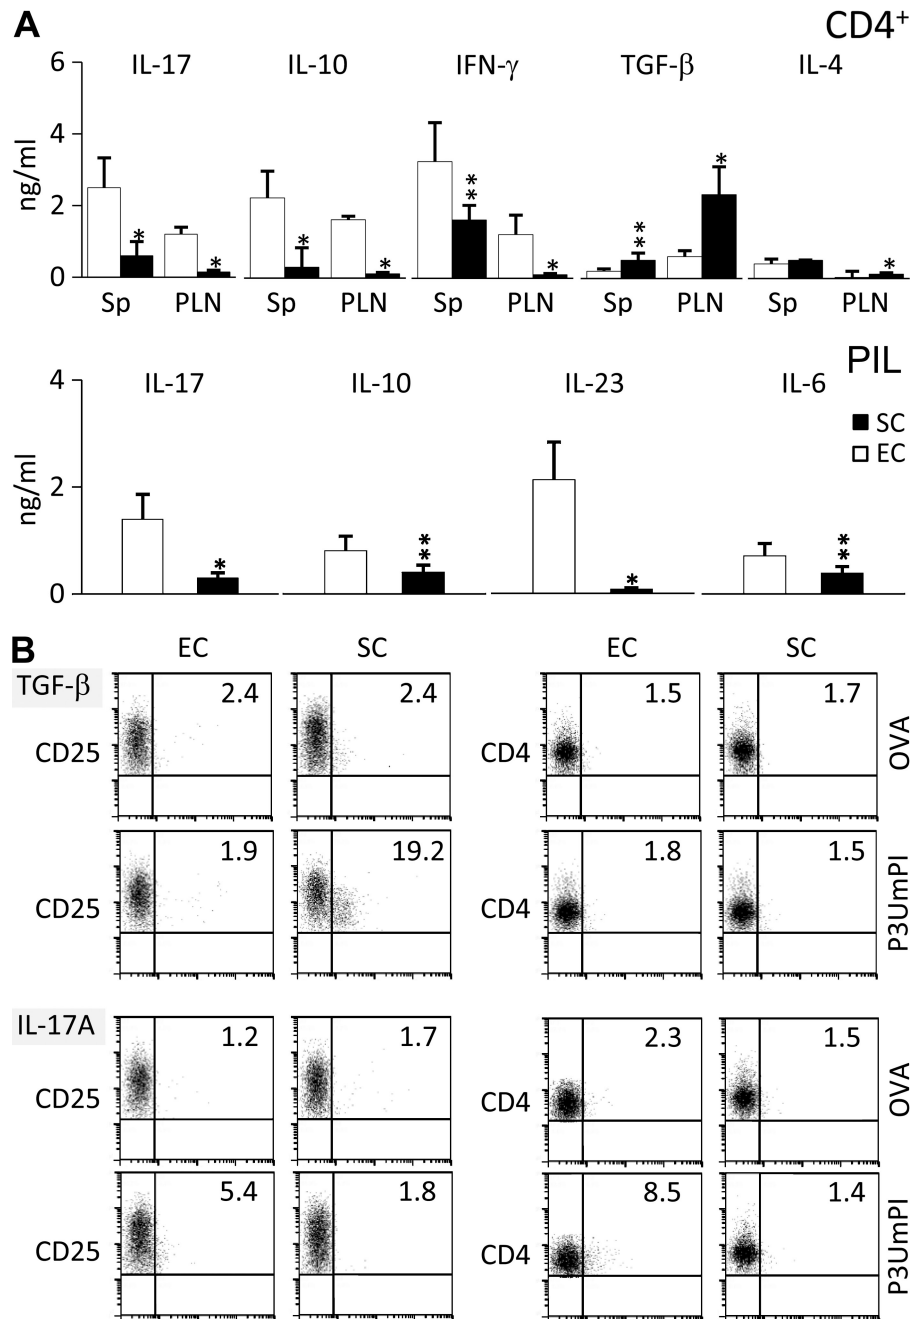 A
CD4+
IL-17 IL-10 IFN-γ TGF-β IL-4
6
4
2
0
ng/ml
* * * * ** * ** * *
Sp PLN Sp PLN Sp PLN Sp PLN Sp PLN
PIL
IL-17 IL-10 IL-23 IL-6
4
2
0
ng/ml
SC
EC
* ** * **
B
EC SC EC SC
TGF-β
CD25 2.4 2.4 CD4 1.5 1.7 OVA
CD25 1.9 19.2 CD4 1.8 1.5 P3UmPI
IL-17A
CD25 1.2 1.7 CD4 2.3 1.5 OVA
CD25 5.4 1.8 CD4 8.5 1.4 P3UmPI